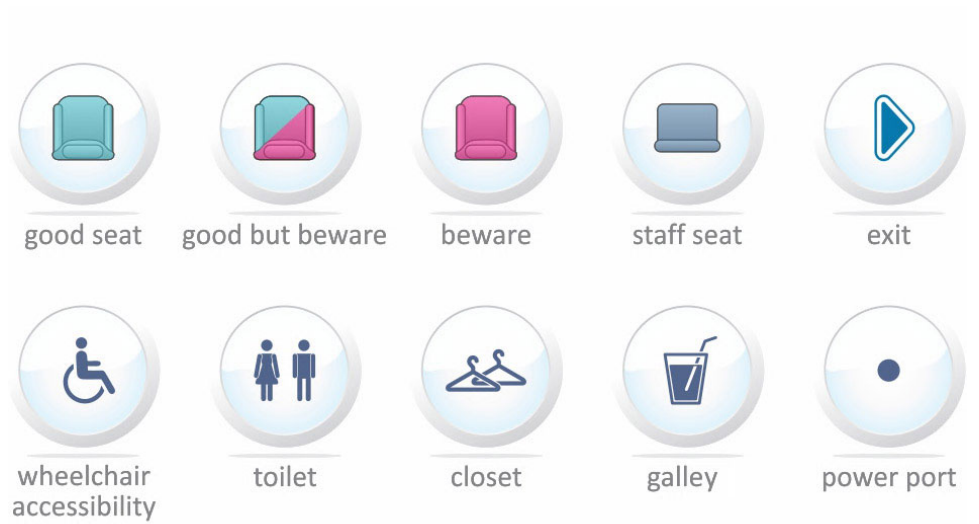 good seat
good but beware
beware
staff seat
exit
wheelchair
accessibility
toilet
closet
galley
power port